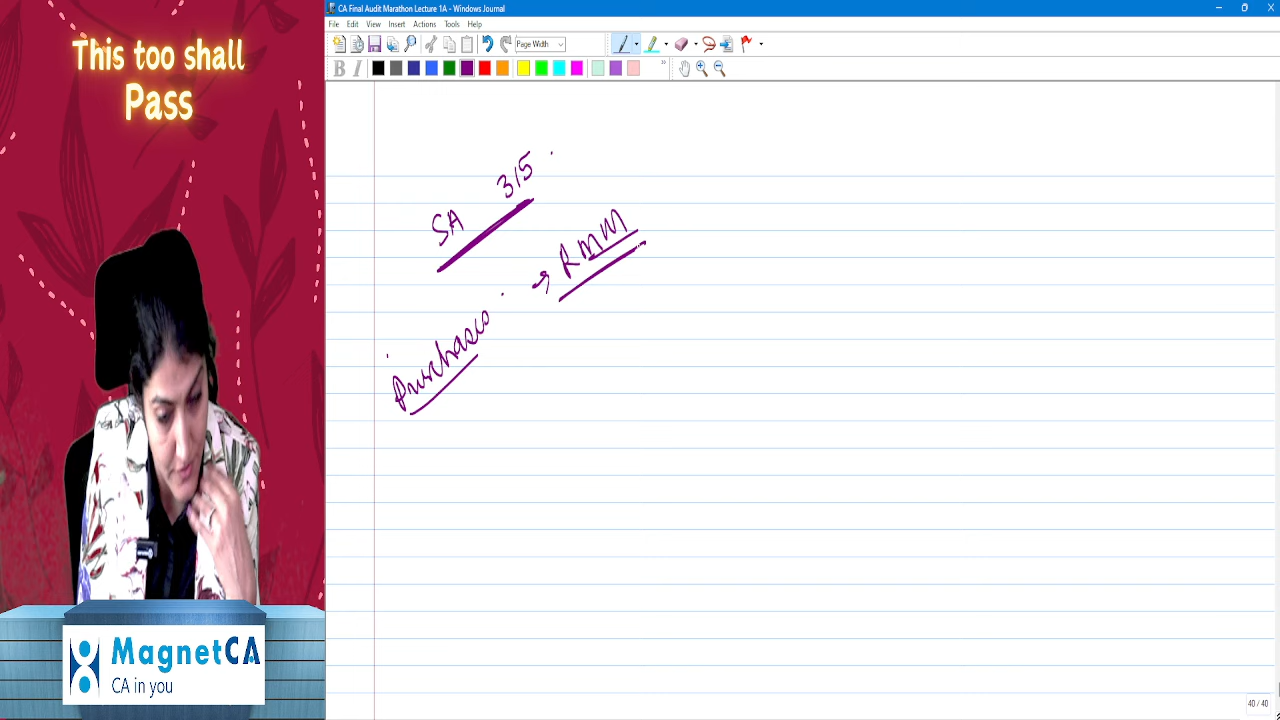 This too shall
Pass
CA Final Audit Marathon Lecture 1A - Windows Journal
File Edit View Insert Actions Tools Help
Page Width
B I
SA 315
Purchases → RMM
MagnetCA
CA in you
40 / 40